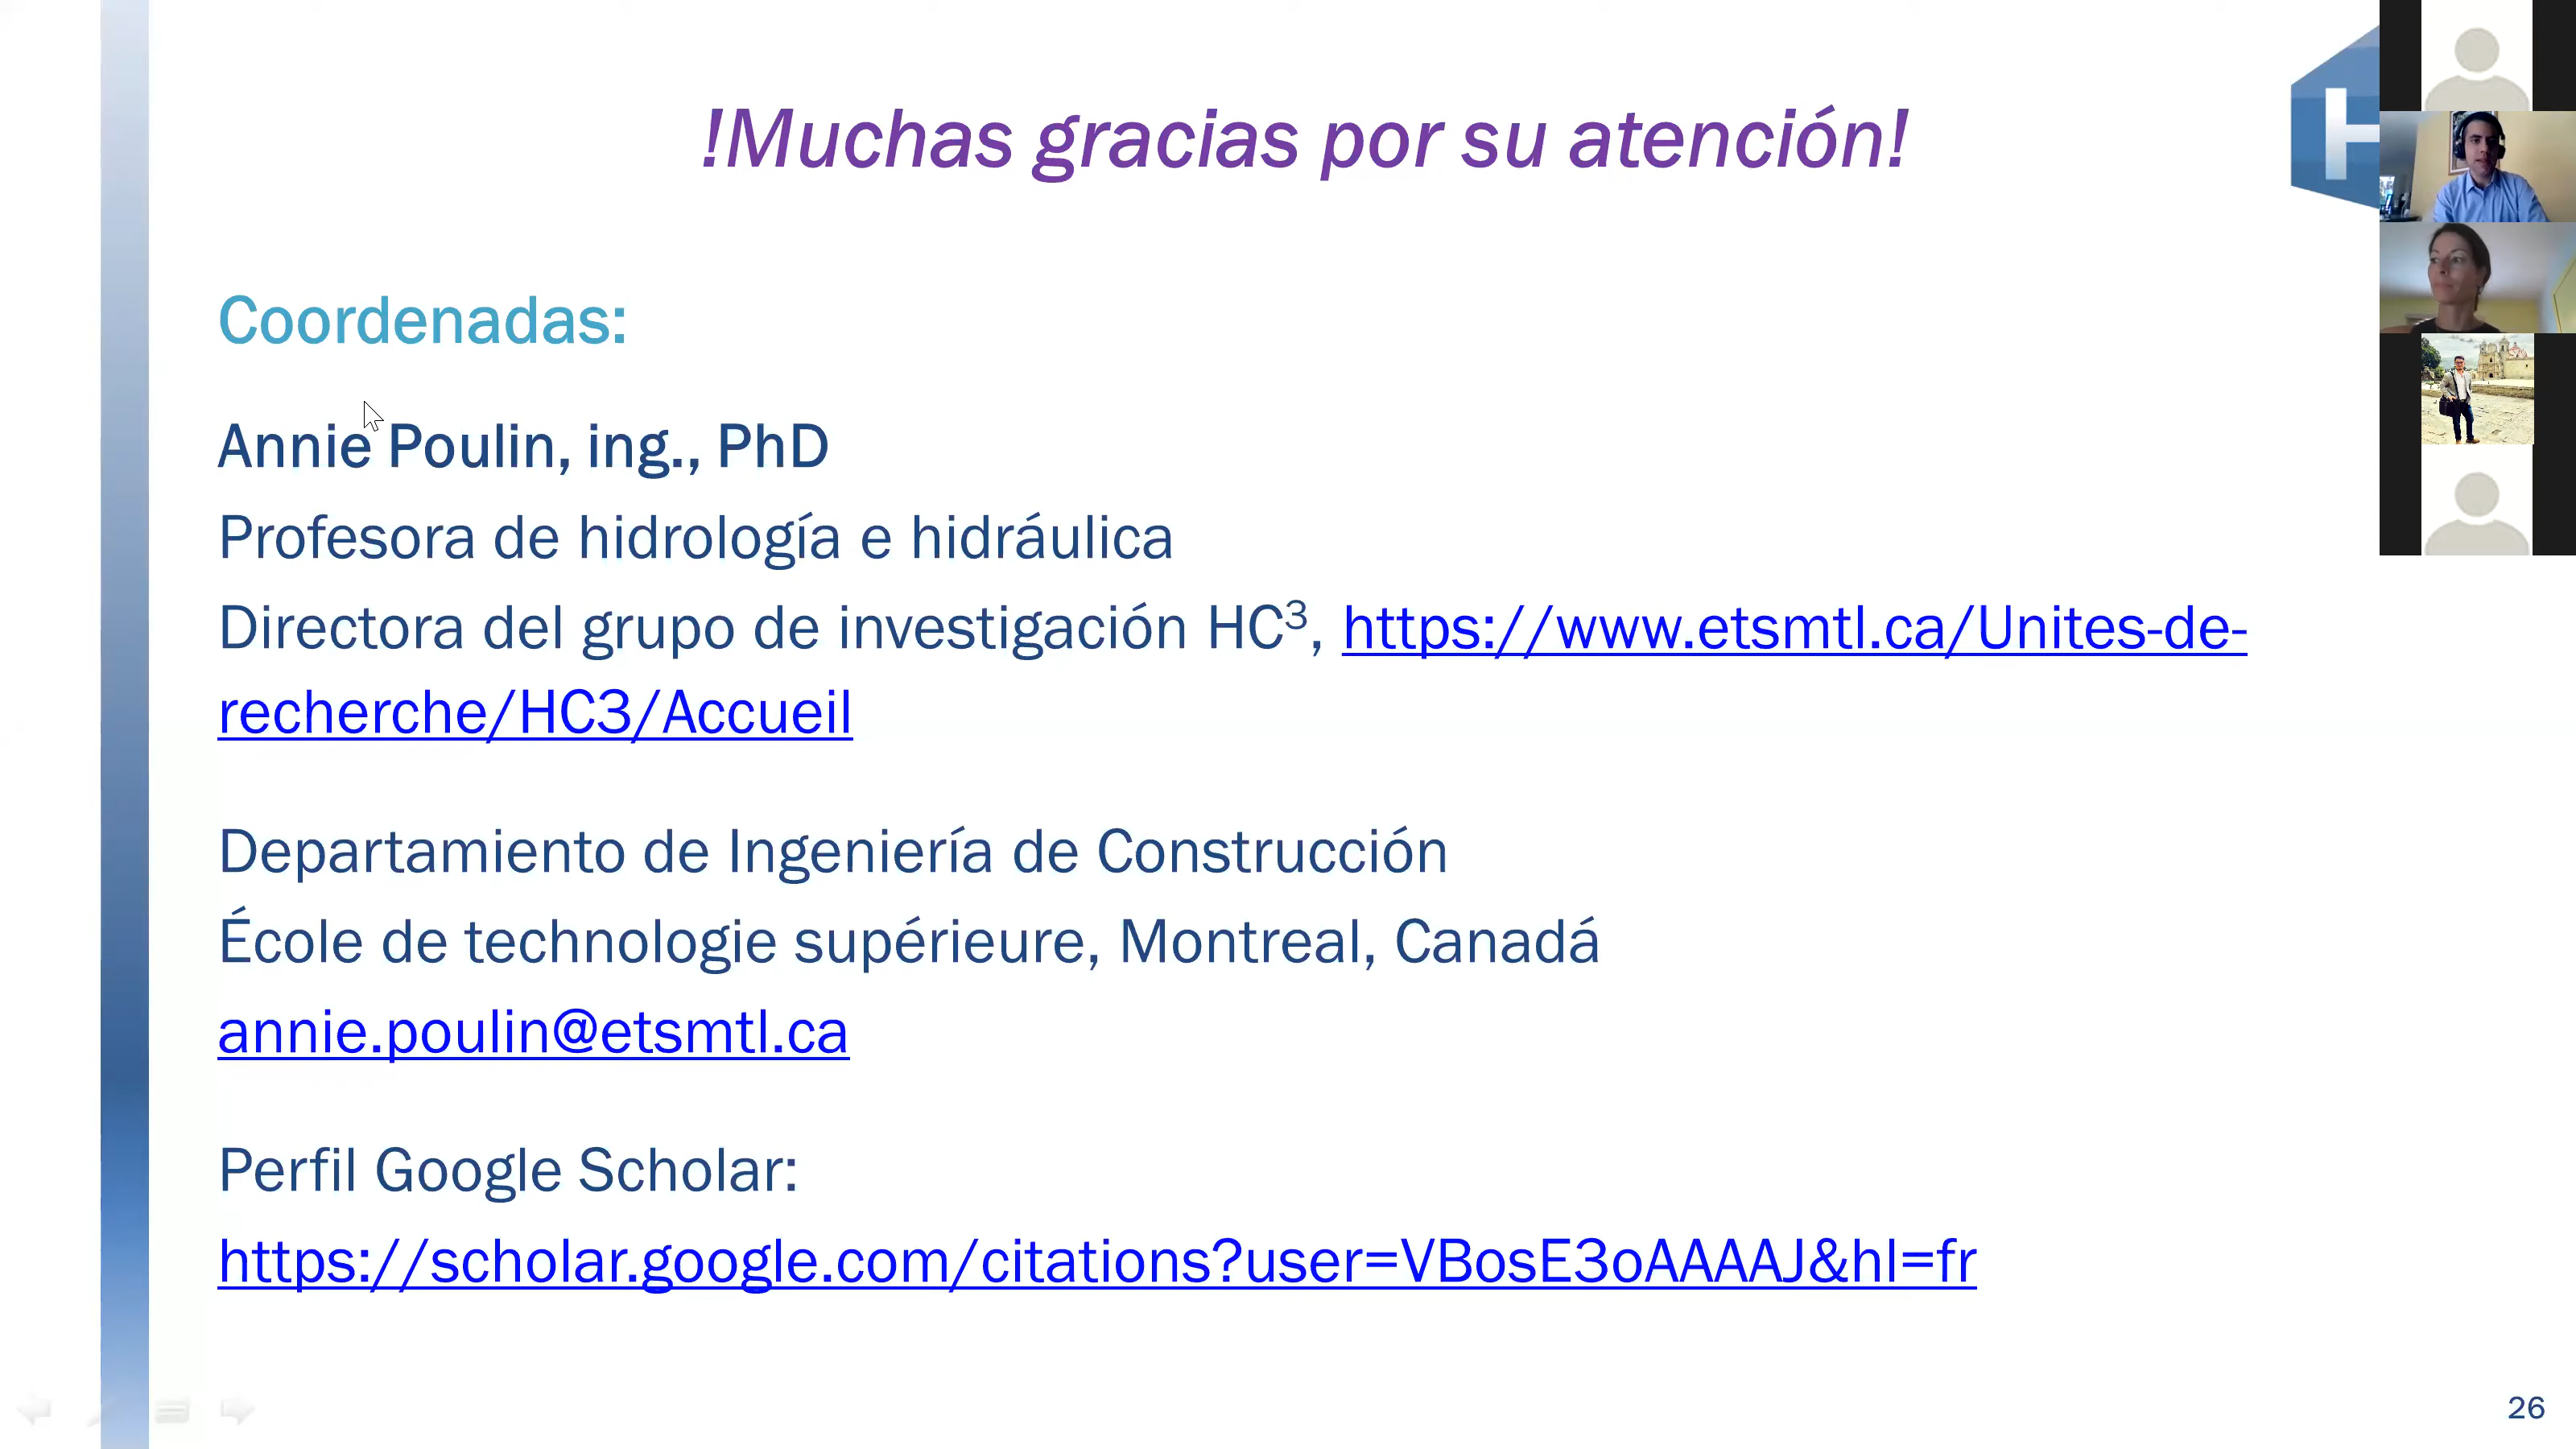 !Muchas gracias por su atención!
H
Coordenadas:
Annie Poulin, ing., PhD
Profesora de hidrología e hidráulica
Directora del grupo de investigación HC³, https://www.etsmtl.ca/Unites-de-
recherche/HC3/Accueil
Departamiento de Ingeniería de Construcción
École de technologie supérieure, Montreal, Canadá
annie.poulin@etsmtl.ca
Perfil Google Scholar:
https://scholar.google.com/citations?user=VBosE3oAAAAJ&hl=fr
26